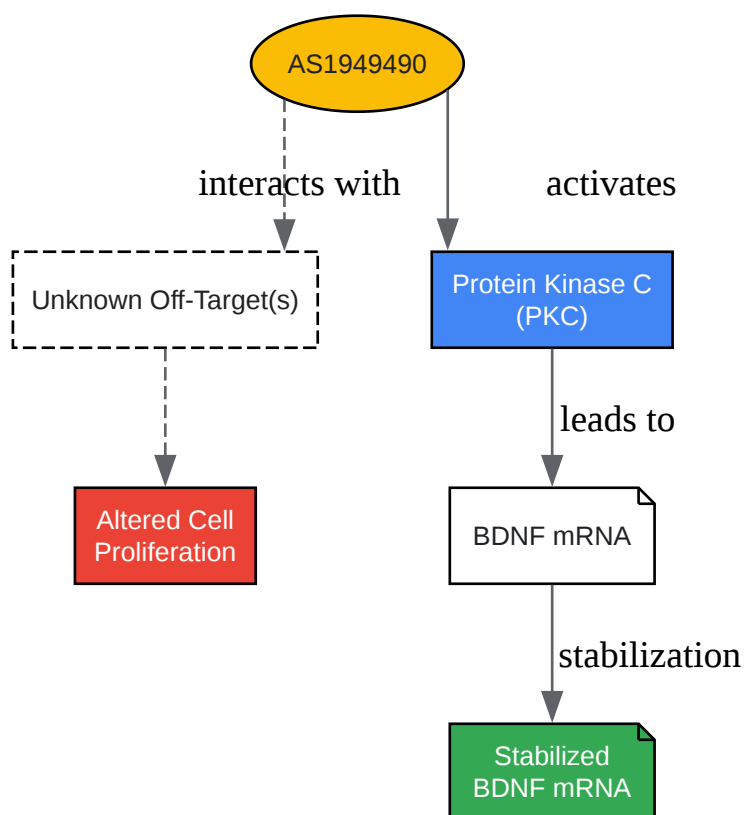 AS1949490
interacts with
activates
Unknown Off-Target(s)
Protein Kinase C
(PKC)
leads to
Altered Cell
Proliferation
BDNF mRNA
stabilization
Stabilized
BDNF mRNA